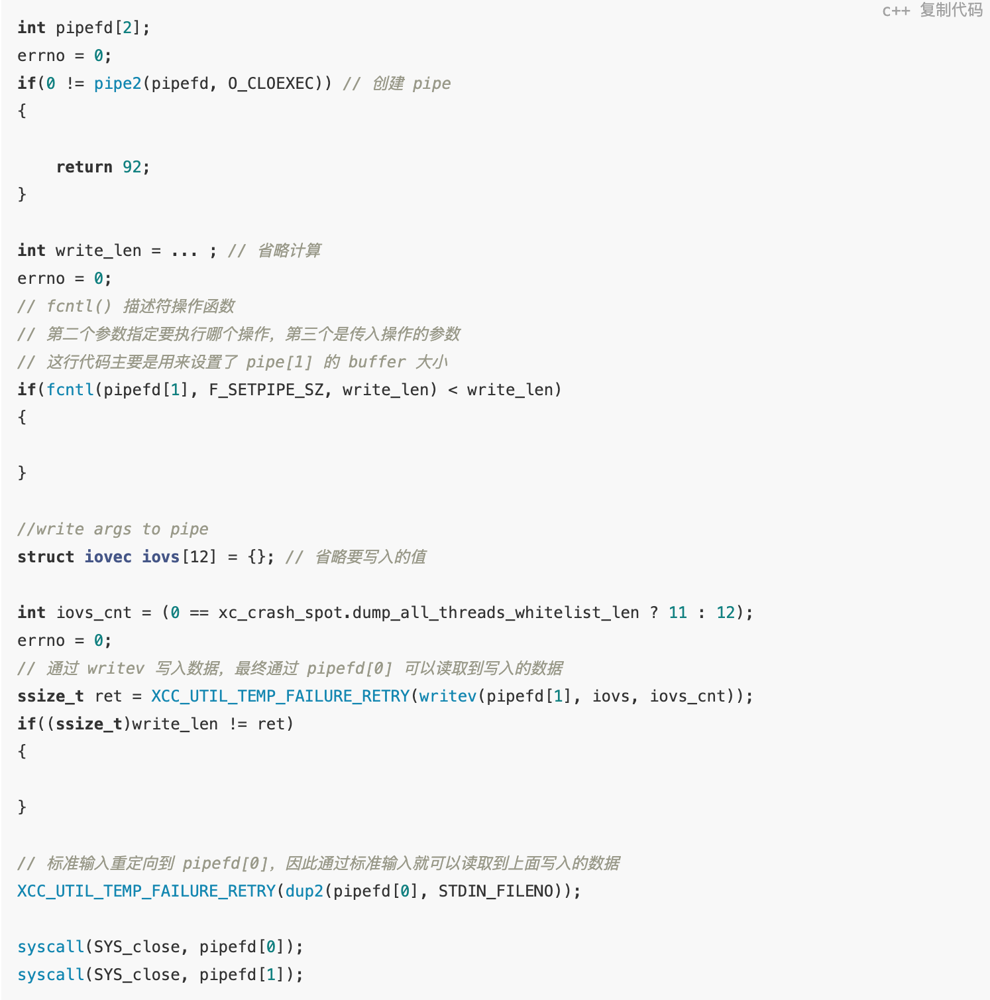 c++ 复制代码
int pipefd[2];
errno = 0;
if(0 != pipe2(pipefd, O_CLOEXEC)) // 创建 pipe
{
    return 92;
}
int write_len = ... ; // 省略计算
errno = 0;
// fcntl() 描述符操作函数
// 第二个参数指定要执行哪个操作，第三个是传入操作的参数
// 这行代码主要是用来设置了 pipe[1] 的 buffer 大小
if(fcntl(pipefd[1], F_SETPIPE_SZ, write_len) < write_len)
{
}
//write args to pipe
struct iovec iovs[12] = {}; // 省略要写入的值
int iovs_cnt = (0 == xc_crash_spot.dump_all_threads_whitelist_len ? 11 : 12);
errno = 0;
// 通过 writev 写入数据，最终通过 pipefd[0] 可以读取到写入的数据
ssize_t ret = XCC_UTIL_TEMP_FAILURE_RETRY(writev(pipefd[1], iovs, iovs_cnt));
if((ssize_t)write_len != ret)
{
}
// 标准输入重定向到 pipefd[0]，因此通过标准输入就可以读取到上面写入的数据
XCC_UTIL_TEMP_FAILURE_RETRY(dup2(pipefd[0], STDIN_FILENO));
syscall(SYS_close, pipefd[0]);
syscall(SYS_close, pipefd[1]);